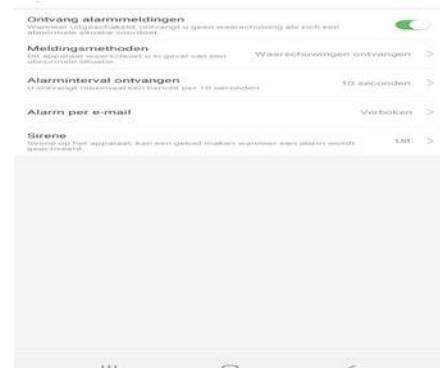 Ontvang alarmmeldingen
Wanneer uitgeschakeld, ontvangt u geen waarschuwing als zich een
abnormale situatie voordoet.
Meldingsmethoden
Waarschuwingen ontvangen
Dit apparaat waarschuwt u in geval van een
abnormale situatie.
Alarminterval ontvangen
10 seconden
U ontvangt maximaal één bericht per 10 seconden.
Alarm per e-mail
Verboken
Sirene
Sirene op het apparaat, kan een geluid maken wanneer een alarm wordt
geactiveerd.
Uit